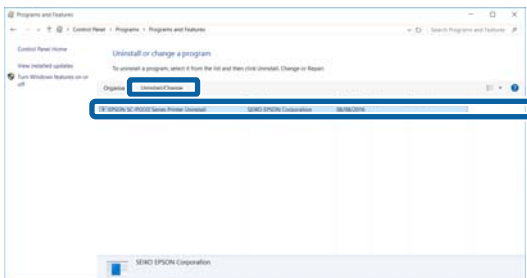 Programs and Features
Control Panel › Programs › Programs and Features
Search Programs and Features
Control Panel Home
View installed updates
Turn Windows features on or off
Uninstall or change a program
To uninstall a program, select it from the list and then click Uninstall, Change or Repair.
Organise
Uninstall/Change
EPSON SC-P5000 Series Printer Uninstall
SEIKO EPSON Corporation
08/08/2016
SEIKO EPSON Corporation